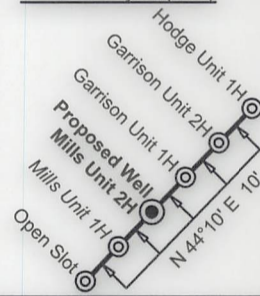 Hodge Unit 1H
Garrison Unit 2H
Garrison Unit 1H
Proposed Well
Mills Unit 2H
Mills Unit 1H
Open Slot
N 44°10' E 10'